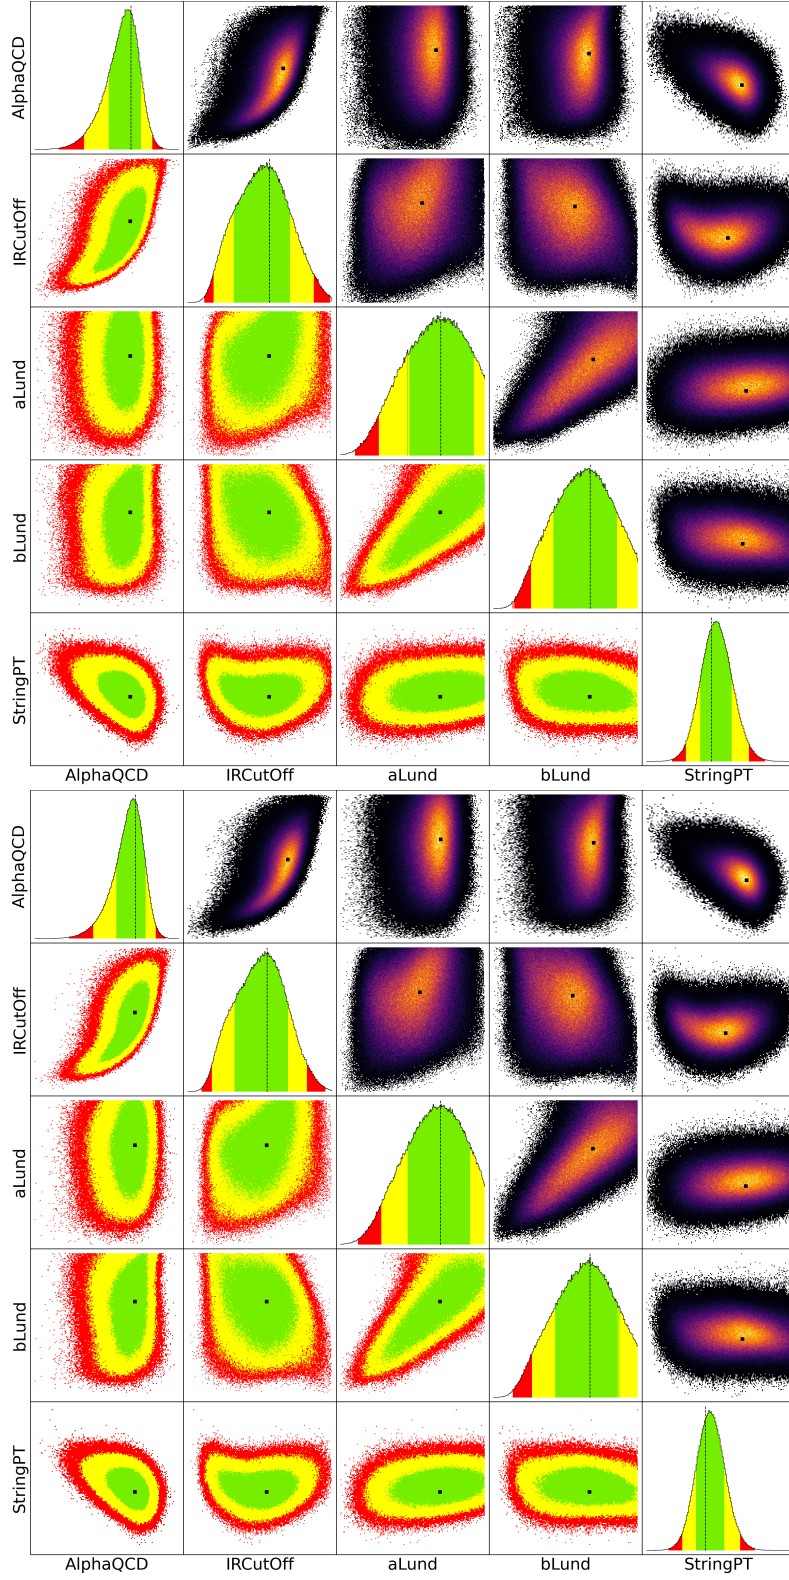 AlphaQCD
IRCutOff
aLund
bLund
StringPT
AlphaQCD IRCutOff aLund bLund StringPT
AlphaQCD
IRCutOff
aLund
bLund
StringPT
AlphaQCD IRCutOff aLund bLund StringPT